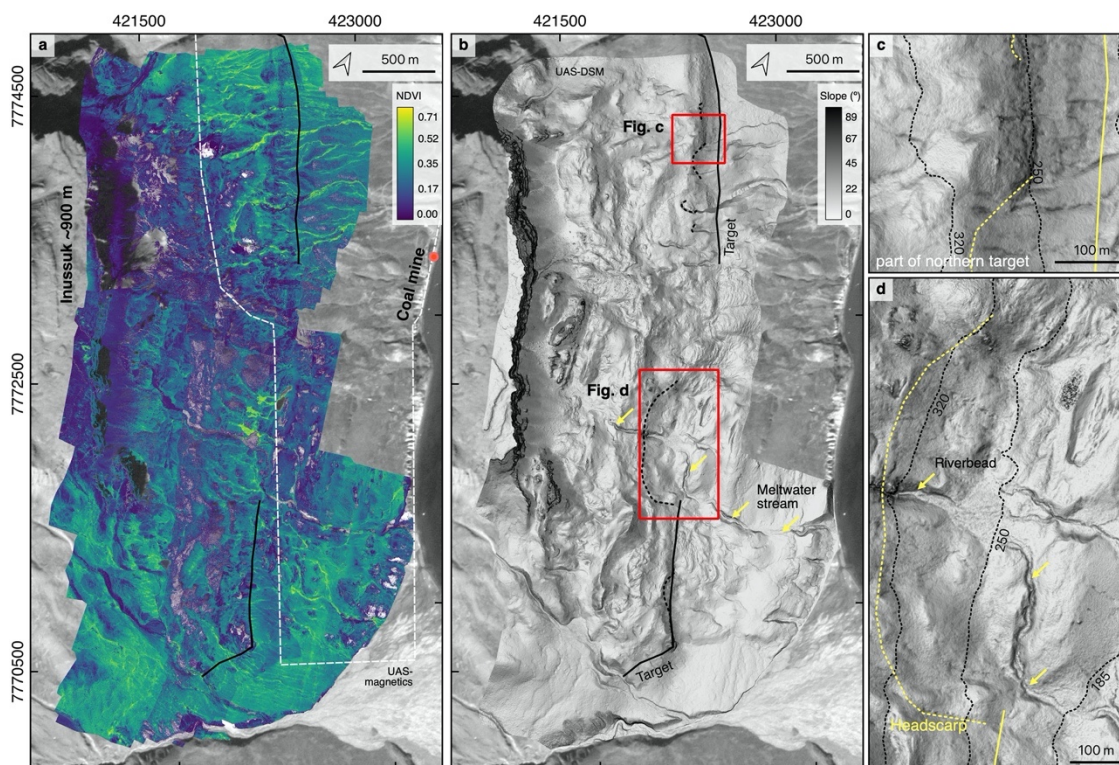 421500
423000
421500
423000
a
500 m
NDVI
0.71
0.53
0.35
0.17
0.00
7774500
7772500
7770500
Inussuk ~900 m
Coal mine
UAS-
magnetics
b
UAS-DSM
500 m
Slope (º)
89
67
45
22
0
Fig. c
Target
Fig. d
Meltwater
stream
Target
c
250
320
100 m
part of northern target
d
320
Riverbead
250
185
Headscarp
100 m